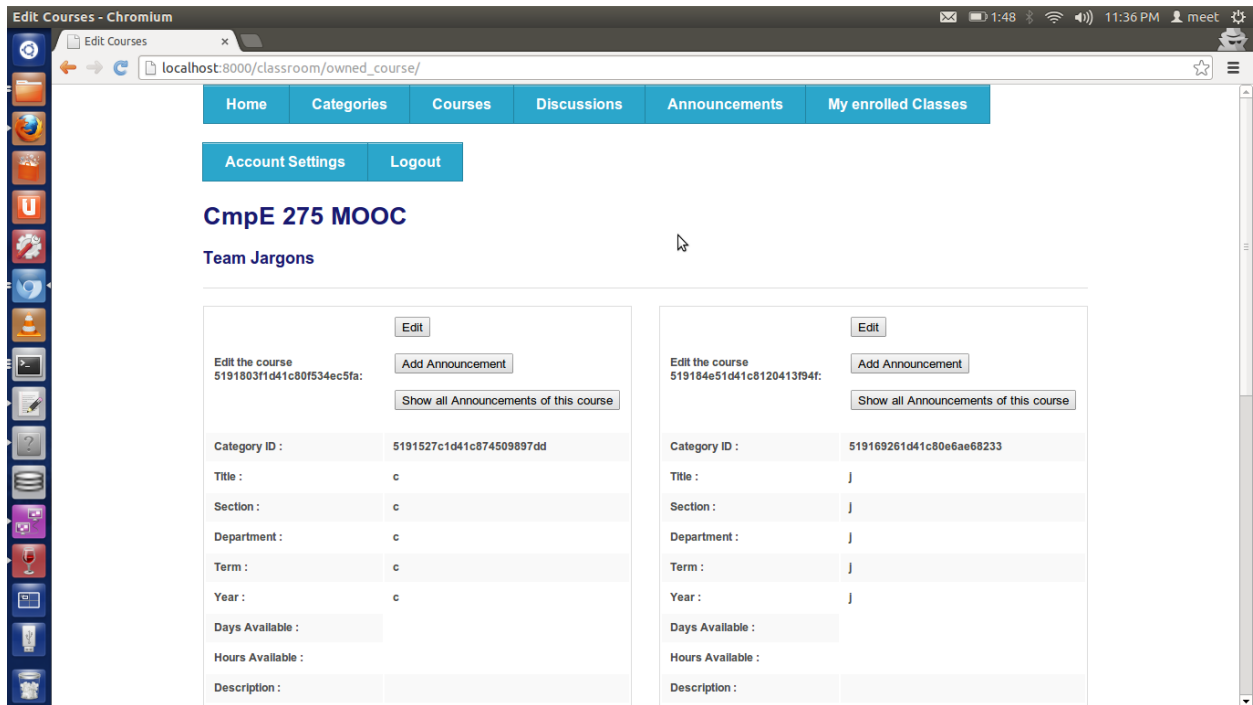 Edit Courses - Chromium
1:48
11:36 PM
meet
Edit Courses
localhost:8000/classroom/owned_course/
Home Categories Courses Discussions Announcements My enrolled Classes
Account Settings Logout
CmpE 275 MOOC
Team Jargons
Edit the course
5191803f1d41c80f534ec5fa:
Edit
Add Announcement
Show all Announcements of this course
Category ID : 5191527c1d41c874509897dd
Title : c
Section : c
Department : c
Term : c
Year : c
Days Available :
Hours Available :
Description :
Edit the course
519184e51d41c8120413f94f:
Edit
Add Announcement
Show all Announcements of this course
Category ID : 519169261d41c80e6ae68233
Title : j
Section : j
Department : j
Term : j
Year : j
Days Available :
Hours Available :
Description :